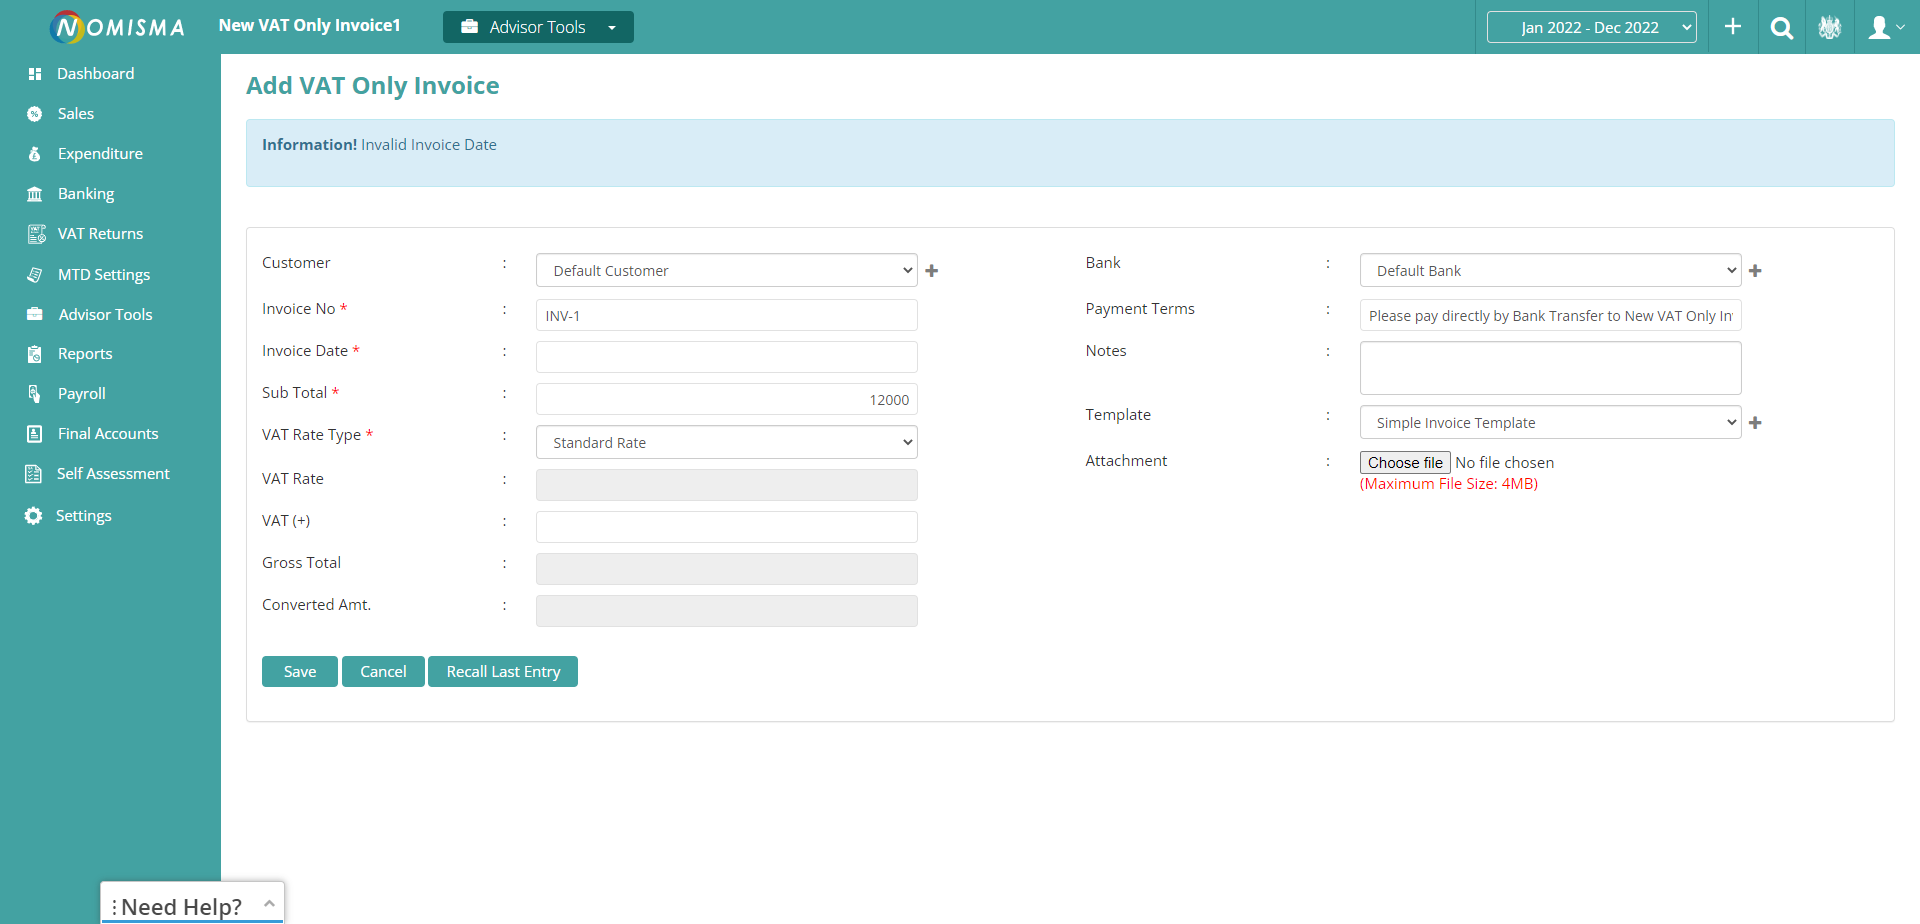 NOMISMA
New VAT Only Invoice1
Advisor Tools
Jan 2022 - Dec 2022
Dashboard
Sales
Expenditure
Banking
VAT Returns
MTD Settings
Advisor Tools
Reports
Payroll
Final Accounts
Self Assessment
Settings
Add VAT Only Invoice
Information! Invalid Invoice Date
Customer : Default Customer
Invoice No * : INV-1
Invoice Date * :
Sub Total * : 12000
VAT Rate Type * : Standard Rate
VAT Rate :
VAT (+) :
Gross Total :
Converted Amt. :
Bank : Default Bank
Payment Terms : Please pay directly by Bank Transfer to New VAT Only In
Notes :
Template : Simple Invoice Template
Attachment : Choose file No file chosen
(Maximum File Size: 4MB)
Save Cancel Recall Last Entry
Need Help?